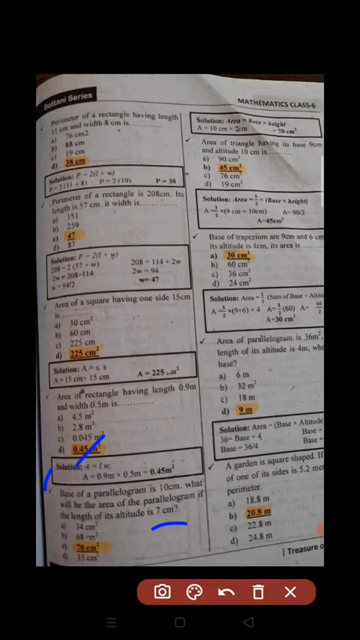 Bettani Series
Perimeter of a rectangle having length
11 cm and width 8 cm is…………
a) 76 cm2
b) 88 cm
c) 19 cm
d) 38 cm
Solution: P = 2(l + w)
P = 2(11 + 8) P = 2 (19) P = 38
Perimeter of a rectangle is 208cm. Its
length is 57 cm. it width is…………
a) 151
b) 259
c) 47
d) 87
Solution: P = 2(l + w)
208 = 2 (57 + w) 208 = 114 + 2w
2w = 208-114 2w = 94
w = 94/2 w= 47
Area of a square having one side 15cm
is
a) 30 cm²
b) 60 cm
c) 225 cm
d) 225 cm²
Solution: A = s. s
A = 15 cm × 15 cm A = 225 cm²
Area of rectangle having length 0.9m
and width 0.5m is…………
a) 4.5 m²
b) 2.8 m²
c) 0.045 m²
d) 0.45 m²
Solution: A = l w.
A = 0.9m × 0.5m = 0.45m²
Base of a parallelogram is 10cm. what
will be the area of the parallelogram if
the length of its altitude is 7 cm?
a) 34 cm²
b) 68 m²
c) 70 cm²
d) 35 cm²
MATHEMATICS CLASS-6
Solution: Area = Base × height
A = 10 cm × 7cm = 70 cm²
Area of triangle having its base 9cm
and altitude 10 cm is…………
a) 90 cm²
b) 45 cm²
c) 76 cm²
d) 19 cm²
Solution: Area = 1/2 × (Base × height)
A = 1/2 ×(9 cm × 10cm) A= 90/2
A=45cm²
Base of trapezium are 9cm and 6 cm
its altitude is 4cm, its area is
a) 30 cm²
b) 60 cm²
c) 36 cm²
d) 24 cm²
Solution: Area = 1/2 (Sum of Base × Altit
A = 1/2 ×(9+6) × 4 A= 1/2 (60) A= 60/2
A=30 cm²
Area of parallelogram is 36m²
length of its altitude is 4m, wh
base?
a) 6 m
b) 32 m²
c) 18 m
d) 9 m
Solution: Area = (Base × Altitude
36= Base × 4
Base = 36/4
A garden is square shaped. If
of one of its sides is 5.2 me
perimeter.
a) 18.8 m
b) 20.8 m
c) 22.8 m
d) 24.8 m
| Treasure o